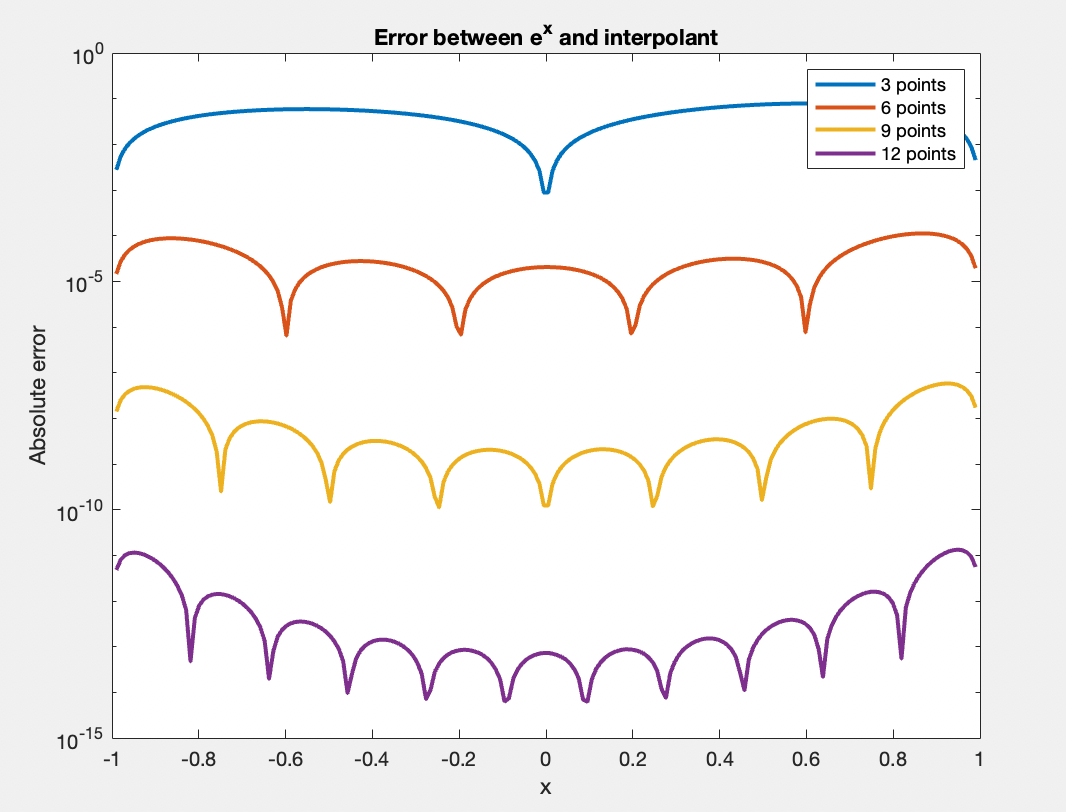 Error between e^x and interpolant
10^0
10^-5
10^-10
10^-15
Absolute error
3 points
6 points
9 points
12 points
-1 -0.8 -0.6 -0.4 -0.2 0 0.2 0.4 0.6 0.8 1
x